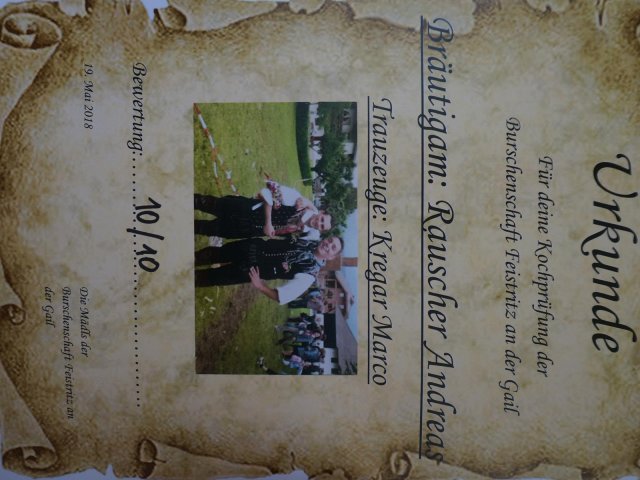 Urkunde
Für deine Kochprüfung der
Burschenschaft Feistritz an der Gail
Bräutigam: Rauscher Andreas
Trauzeuge: Kregar Marco
Bewertung:......10/10......................
19. Mai 2018
Die Mädls der
Burschenschaft Feistritz an
der Gail